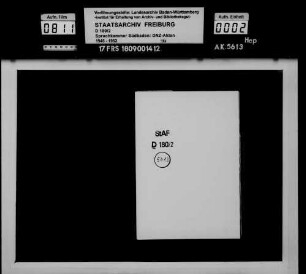 Aufn. Film
0811
Verfilmungsstelle: Landesarchiv Baden-Württemberg
-Institut für Erhaltung von Archiv- und Bibliotheksgut-
STAATSARCHIV FREIBURG
D 180/2
Spruchkammer Südbaden: DNZ-Akten
17 FRS 1809001412
Aufn. Einheit
0002
Hep
AK.5613
StAF
D 180/2